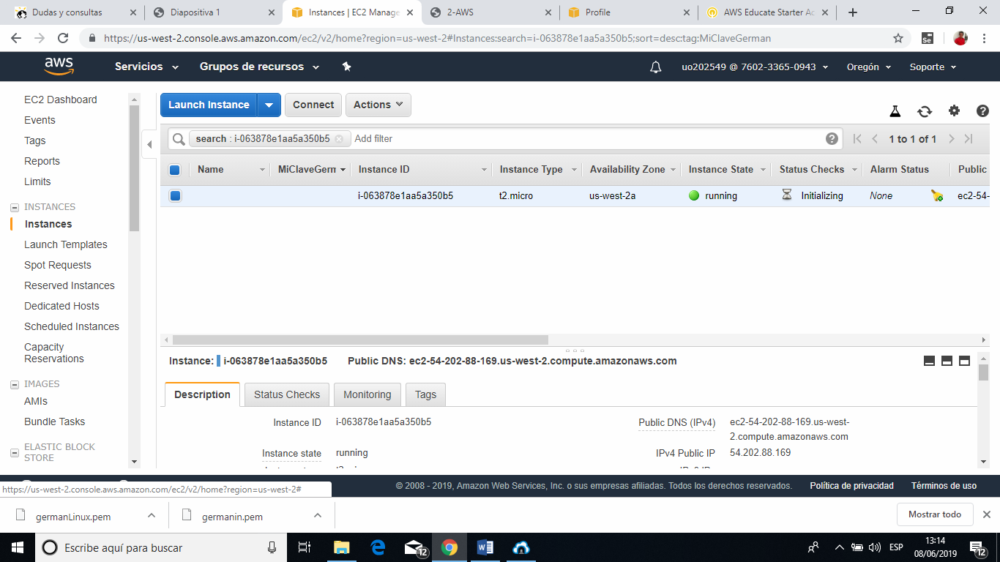 Dudas y consultas
Diapositiva 1
Instances | EC2 Manage
2-AWS
Profile
AWS Educate Starter Ac
https://us-west-2.console.aws.amazon.com/ec2/v2/home?region=us-west-2#Instances:search=i-063878e1aa5a350b5;sort=desc:tag:MiClaveGerman
Se
aws
Servicios
Grupos de recursos
uo202549 @ 7602-3365-0943
Oregón
Soporte
EC2 Dashboard
Events
Tags
Reports
Limits
INSTANCES
Instances
Launch Templates
Spot Requests
Reserved Instances
Dedicated Hosts
Scheduled Instances
Capacity
Reservations
IMAGES
AMIs
Bundle Tasks
ELASTIC BLOCK
STORE
Launch Instance
Connect
Actions
search : i-063878e1aa5a350b5
Add filter
1 to 1 of 1
Name
MiClaveGerm
Instance ID
Instance Type
Availability Zone
Instance State
Status Checks
Alarm Status
Public
i-063878e1aa5a350b5
t2.micro
us-west-2a
running
Initializing
None
ec2-54-
Instance:
i-063878e1aa5a350b5
Public DNS: ec2-54-202-88-169.us-west-2.compute.amazonaws.com
Description
Status Checks
Monitoring
Tags
Instance ID
i-063878e1aa5a350b5
Public DNS (IPv4)
ec2-54-202-88-169.us-west-
2.compute.amazonaws.com
Instance state
running
IPv4 Public IP
54.202.88.169
https://us-west-2.console.aws.amazon.com/ec2/v2/home?region=us-west-2#
© 2008 - 2019, Amazon Web Services, Inc. o sus empresas afiliadas. Todos los derechos reservados.
Política de privacidad
Términos de uso
germanLinux.pem
germanin.pem
Mostrar todo
Escribe aquí para buscar
12
ESP
13:14
08/06/2019
12